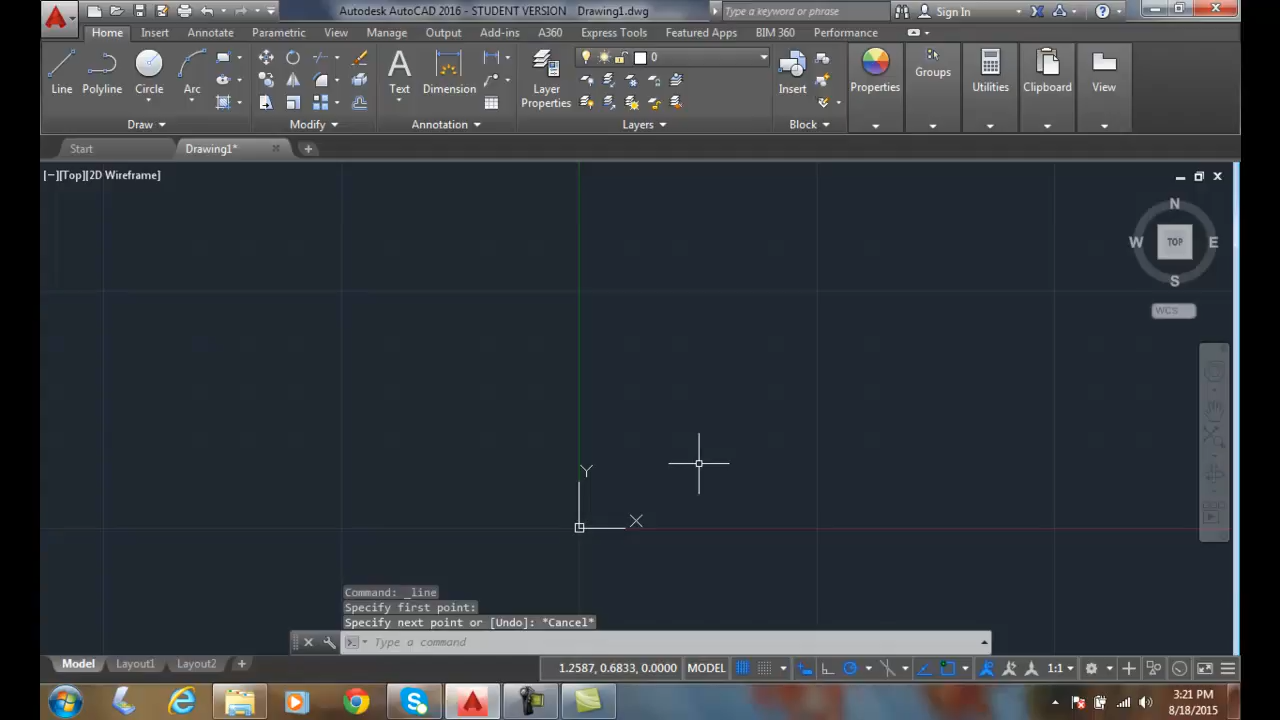 Autodesk AutoCAD 2016 - STUDENT VERSION Drawing1.dwg
Type a keyword or phrase
Sign In
Home Insert Annotate Parametric View Manage Output Add-ins A360 Express Tools Featured Apps BIM 360 Performance
Line Polyline Circle Arc
Text Dimension
Layer Properties
0
Insert
Properties Groups Utilities Clipboard View
Draw Modify Annotation Layers Block
Start Drawing1*
[−][Top][2D Wireframe]
N
W TOP E
S
WCS
Y
X
Command: _line
Specify first point:
Specify next point or [Undo]: *Cancel*
Type a command
Model Layout1 Layout2
1.2587, 0.6833, 0.0000 MODEL 1:1
3:21 PM
8/18/2015